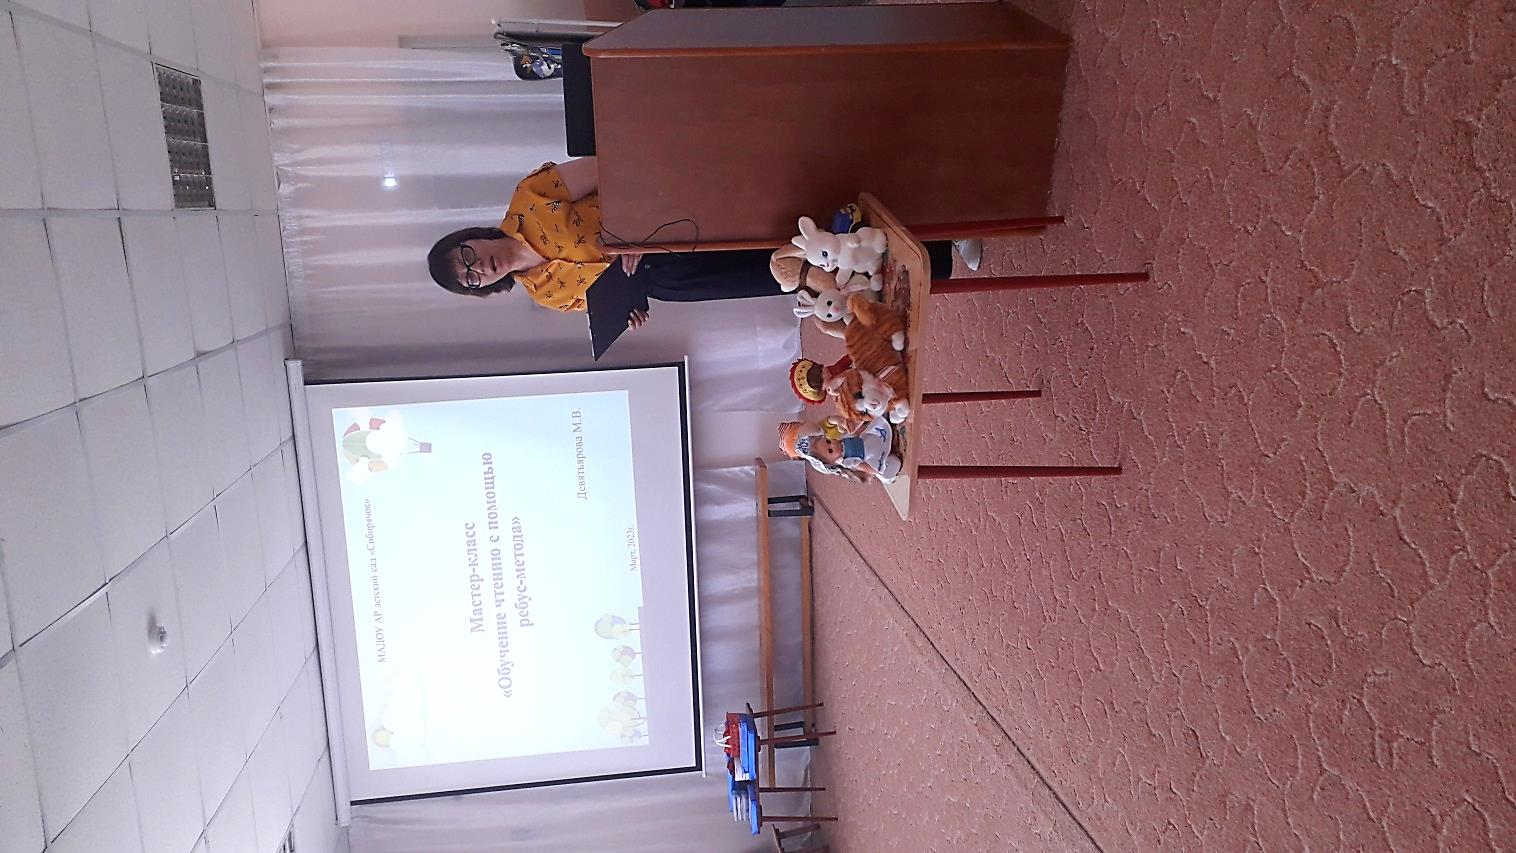 МАДОУ АР детский сад «Сибирячок»
Мастер-класс
«Обучение чтению с помощью
ребус-метода»
Девятьярова М.В.
Март, 2023г.